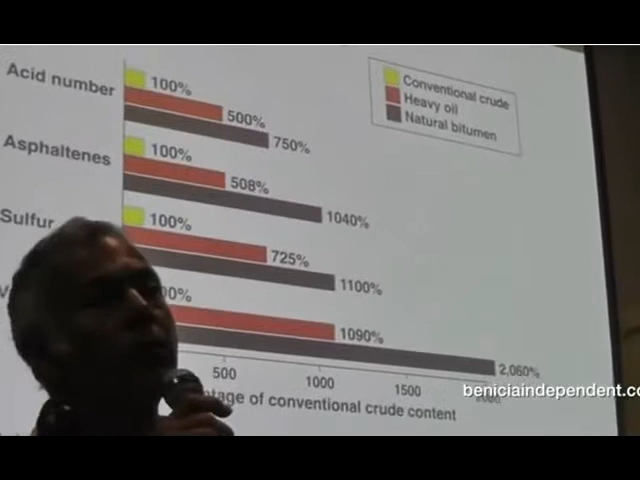 Conventional crude
Heavy oil
Natural bitumen
Acid number
100%
500%
750%
Asphaltenes
100%
508%
1040%
Sulfur
100%
725%
1100%
1090%
2,060%
500
1000
1500
of conventional crude content
beniciaindependent.co